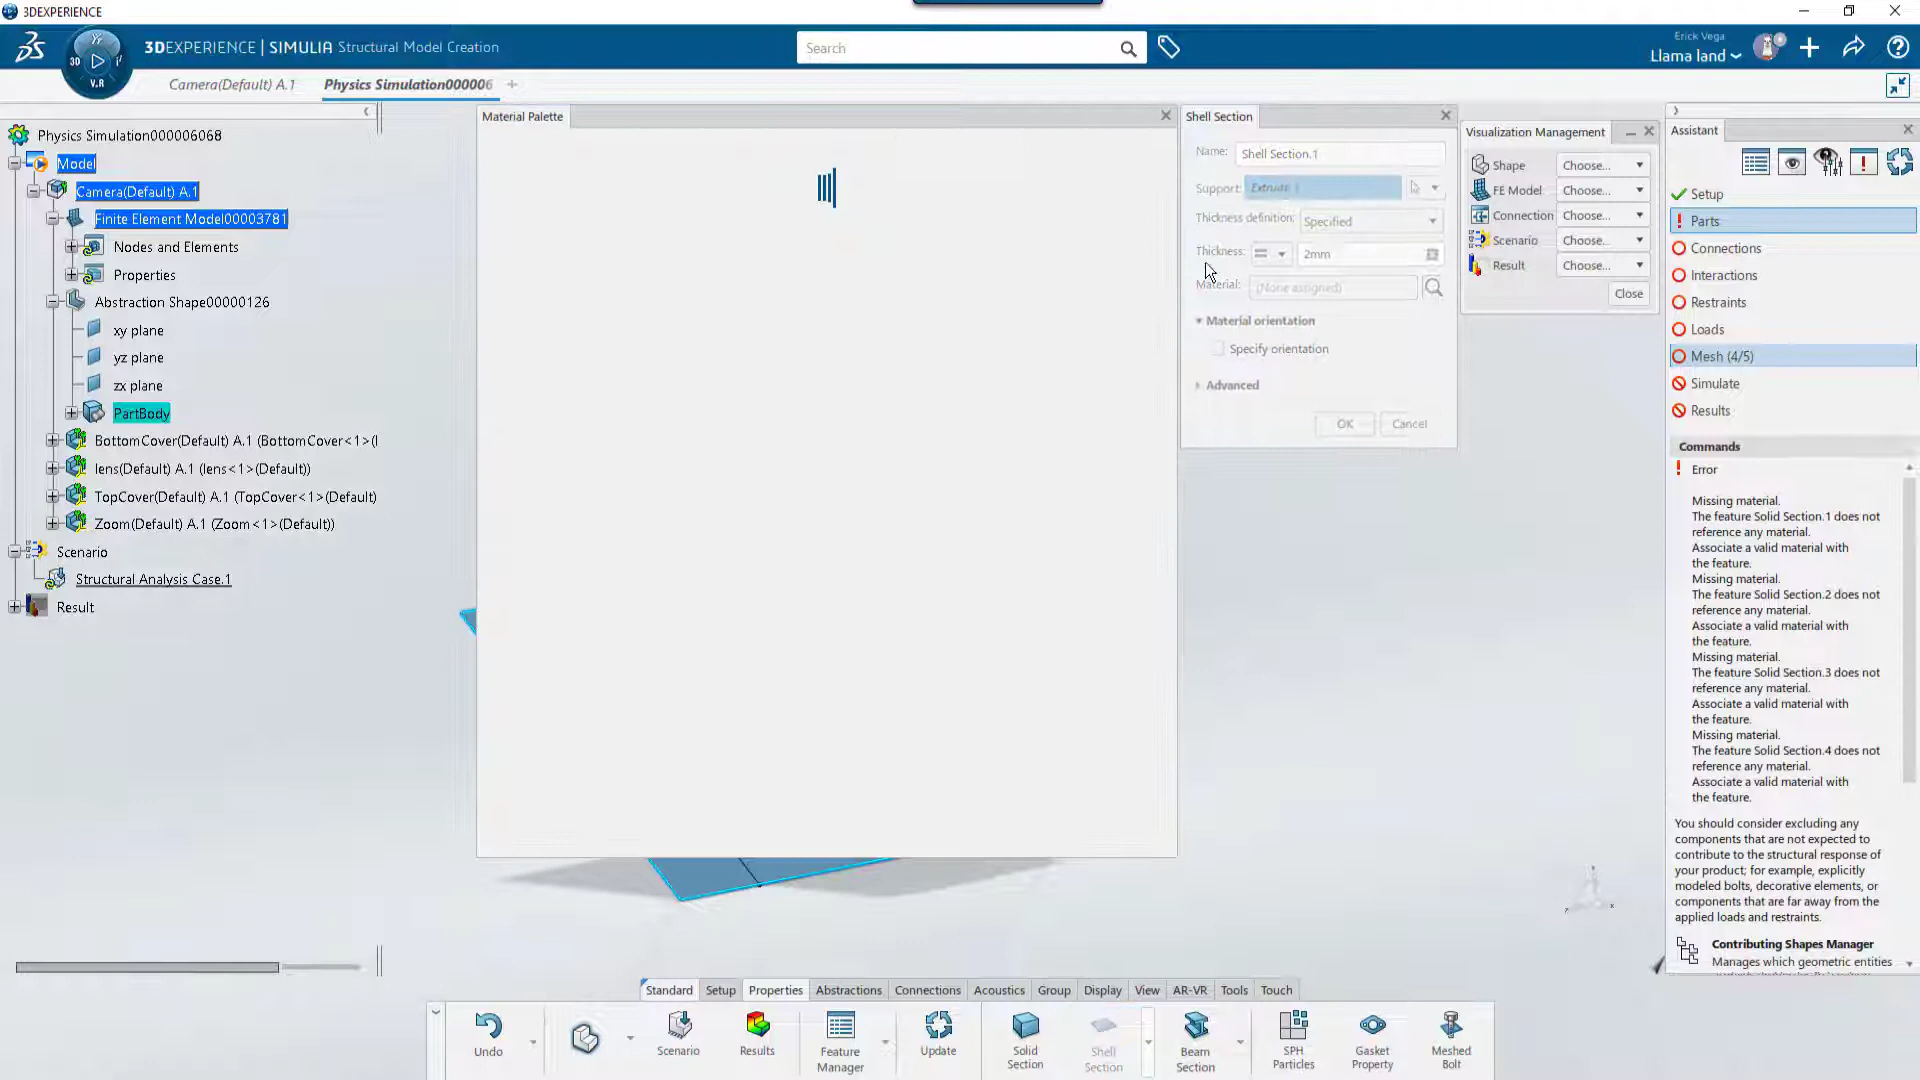 3DEXPERIENCE
3DEXPERIENCE | SIMULIA Structural Model Creation
Search
Erick Vega
Llama land
3D
V.R
Camera(Default) A.1
Physics Simulation000006
Physics Simulation000006068
Model
Camera(Default) A.1
Finite Element Model00003781
Nodes and Elements
Properties
Abstraction Shape00000126
xy plane
yz plane
zx plane
PartBody
BottomCover(Default) A.1 (BottomCover<1>(
lens(Default) A.1 (lens<1>(Default))
TopCover(Default) A.1 (TopCover<1>(Default)
Zoom(Default) A.1 (Zoom<1>(Default))
Scenario
Structural Analysis Case.1
Result
Material Palette
Shell Section
Name: Shell Section.1
Support: Extrude.1
Thickness definition: Specified
Thickness: 2mm
Material: (None assigned)
Material orientation
Specify orientation
Advanced
OK Cancel
Visualization Management
Shape Choose...
FE Model Choose...
Connection Choose...
Scenario Choose...
Result Choose...
Close
Assistant
Setup
Parts
Connections
Interactions
Restraints
Loads
Mesh (4/5)
Simulate
Results
Commands
Error
Missing material.
The feature Solid Section.1 does not
reference any material.
Associate a valid material with
the feature.
Missing material.
The feature Solid Section.2 does not
reference any material.
Associate a valid material with
the feature.
Missing material.
The feature Solid Section.3 does not
reference any material.
Associate a valid material with
the feature.
Missing material.
The feature Solid Section.4 does not
reference any material.
Associate a valid material with
the feature.
You should consider excluding any
components that are not expected to
contribute to the structural response of
your product; for example, explicitly
modeled bolts, decorative elements, or
components that are far away from the
applied loads and restraints.
Contributing Shapes Manager
Manages which geometric entities
Standard Setup Properties Abstractions Connections Acoustics Group Display View AR-VR Tools Touch
Undo
Scenario
Results
Feature
Manager
Update
Solid
Section
Shell
Section
Beam
Section
SPH
Particles
Gasket
Property
Meshed
Bolt